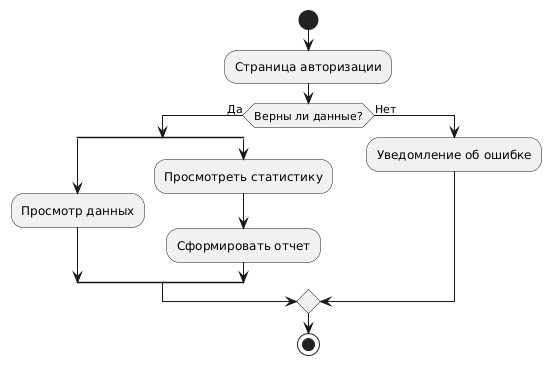 Страница авторизации
Да
Верны ли данные?
Нет
Уведомление об ошибке
Просмотреть статистику
Просмотр данных
Сформировать отчет